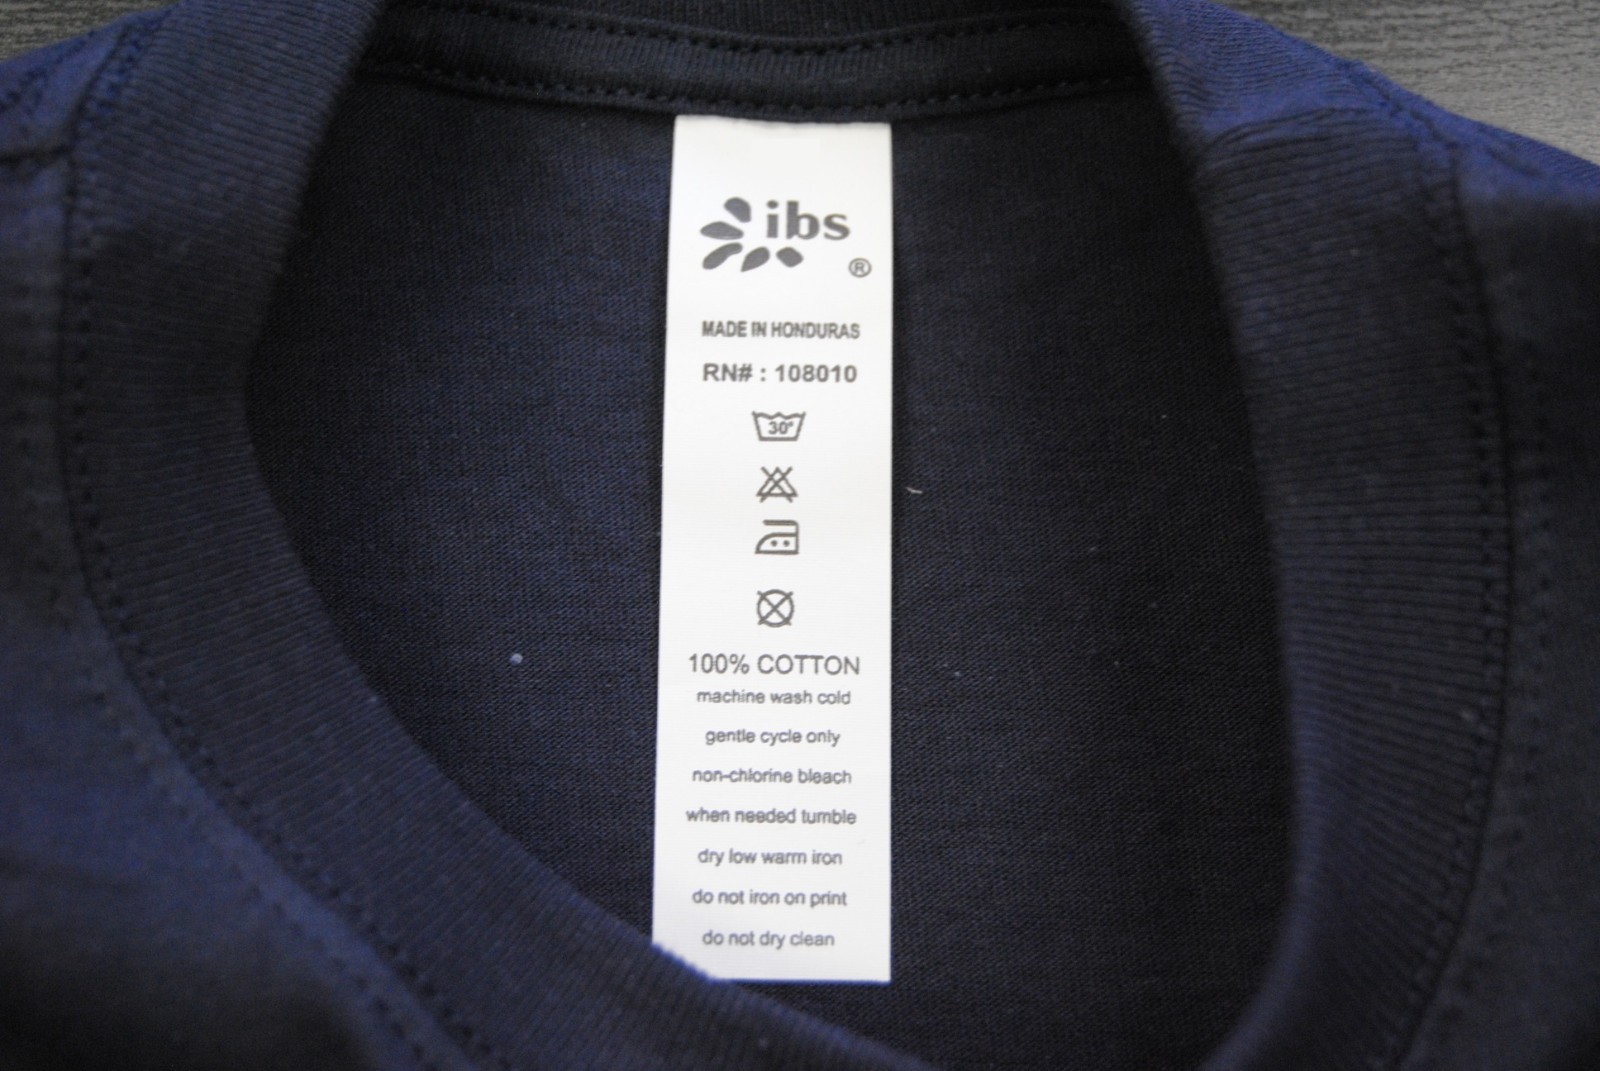 ibs
®
MADE IN HONDURAS
RN# : 108010
30°
100% COTTON
machine wash cold
gentle cycle only
non-chlorine bleach
when needed tumble
dry low warm iron
do not iron on print
do not dry clean